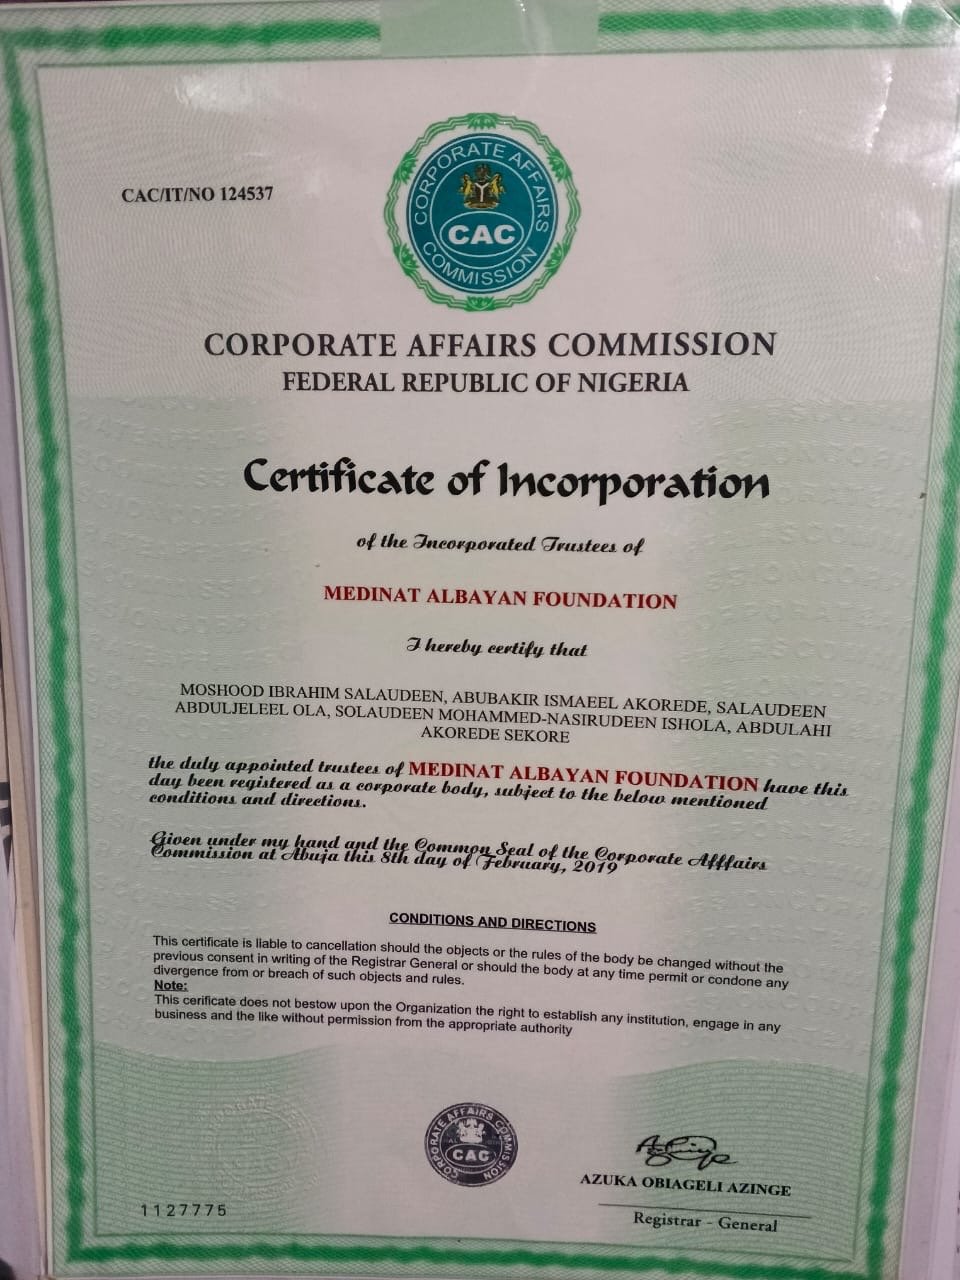 CAC/IT/NO 124537
CORPORATE AFFAIRS COMMISSION
CAC
CORPORATE AFFAIRS COMMISSION
FEDERAL REPUBLIC OF NIGERIA
Certificate of Incorporation
of the Incorporated Trustees of
MEDINAT ALBAYAN FOUNDATION
I hereby certify that
MOSHOOD IBRAHIM SALAUDEEN, ABUBAKIR ISMAEEL AKOREDE, SALAUDEEN
ABDULJELEEL OLA, SOLAUDEEN MOHAMMED-NASIRUDEEN ISHOLA, ABDULAHI
AKOREDE SEKORE
the duly appointed trustees of MEDINAT ALBAYAN FOUNDATION have this
day been registered as a corporate body, subject to the below mentioned
conditions and directions.
Given under my hand and the Common Seal of the Corporate Afffairs
Commission at Abuja this 8th day of February, 2019
CONDITIONS AND DIRECTIONS
This certificate is liable to cancellation should the objects or the rules of the body be changed without the
previous consent in writing of the Registrar General or should the body at any time permit or condone any
divergence from or breach of such objects and rules.
Note:
This cerificate does not bestow upon the Organization the right to establish any institution, engage in any
business and the like without permission from the appropriate authority
CORPORATE AFFAIRS COMMISSION
CAC
AZUKA OBIAGELI AZINGE
Registrar - General
1127775